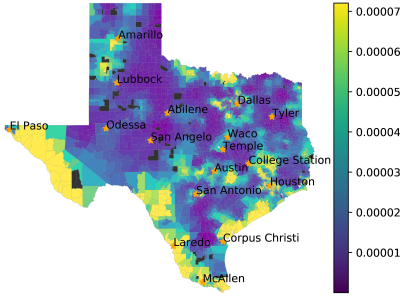 Amarillo
Lubbock
Abilene
Dallas
Tyler
El Paso
Odessa
San Angelo
Waco
Temple
College Station
Austin
Houston
San Antonio
Laredo
Corpus Christi
McAllen
0.00007
0.00006
0.00005
0.00004
0.00003
0.00002
0.00001